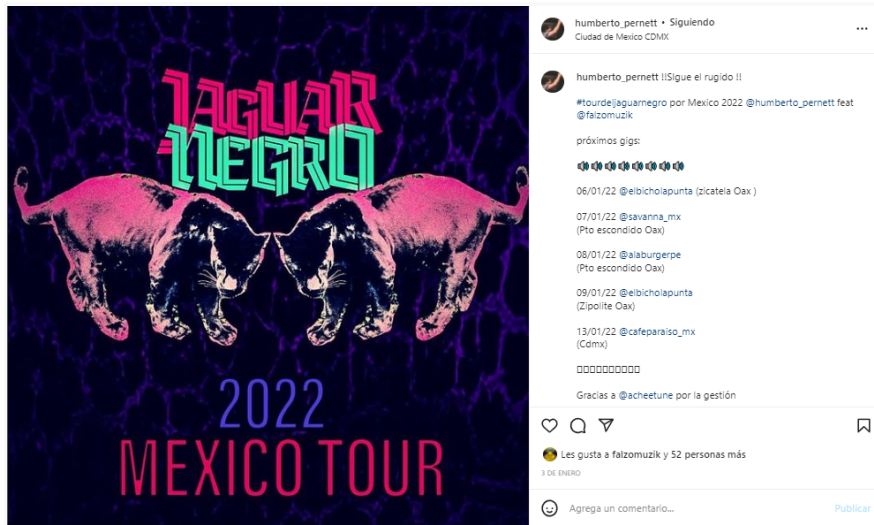 JAGUAR
NEGRO
2022
MEXICO TOUR
humberto_pernett • Siguiendo
Ciudad de Mexico CDMX
humberto_pernett !!SIgue el rugido !!
#tourdeljaguarnegro por Mexico 2022 @humberto_pernett feat
@falzomuzik
próximos gigs:
06/01/22 @elbicholapunta (zicatela Oax )
07/01/22 @savanna_mx
(Pto escondido Oax)
08/01/22 @alaburgerpe
(Pto escondido Oax)
09/01/22 @elbicholapunta
(Zipolite Oax)
13/01/22 @cafeparaiso_mx
(Cdmx)
Gracias a @acheetune por la gestión
Les gusta a falzomuzik y 52 personas más
3 DE ENERO
Agrega un comentario... Publicar